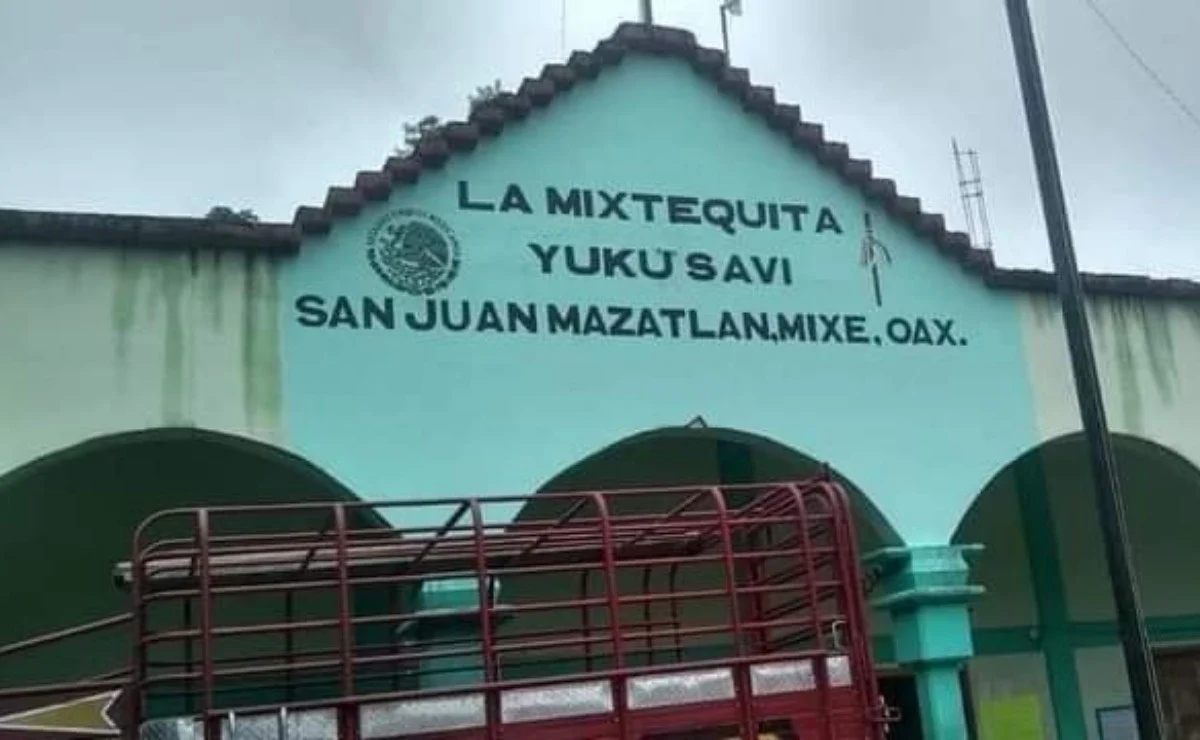 LA MIXTEQUITA
YUKU SAVI
SAN JUAN MAZATLAN, MIXE, OAX.